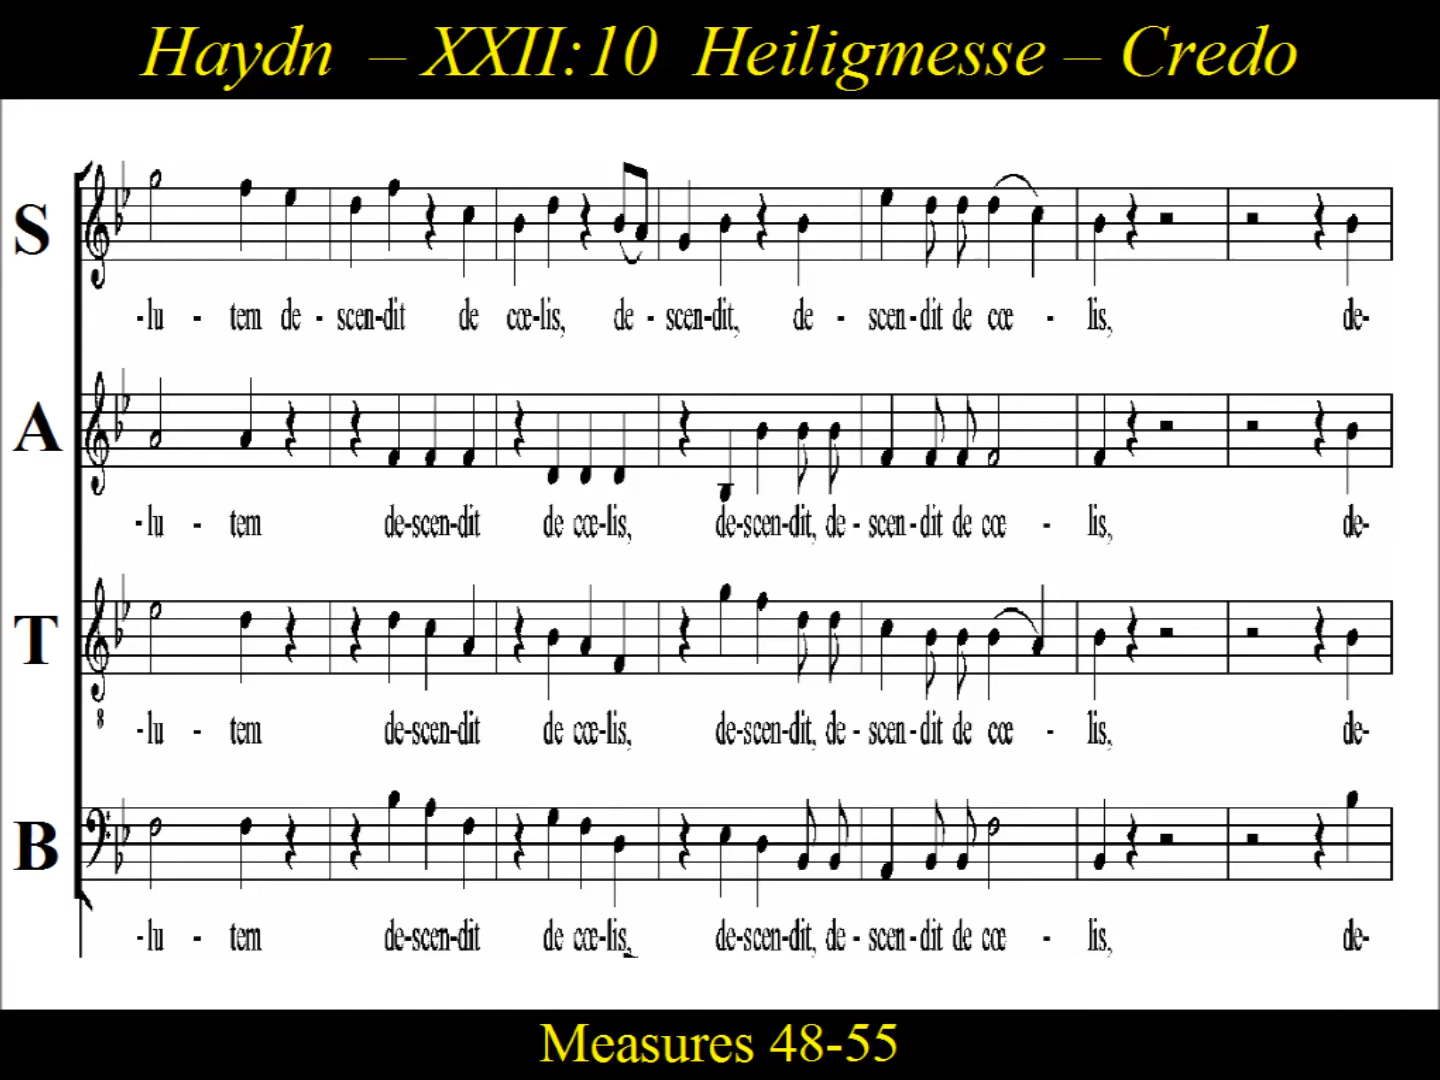 Haydn – XXII:10 Heiligmesse – Credo
S
-lu - tem de - scen-dit de cœ-lis, de - scen-dit, de - scen-dit de cœ - lis, de-
A
-lu - tem de-scen-dit de cœ-lis, de-scen-dit, de - scen-dit de cœ - lis, de-
T
8
-lu - tem de-scen-dit de cœ-lis, de-scen-dit, de - scen-dit de cœ - lis, de-
B
-lu - tem de-scen-dit de cœ-lis, de-scen-dit, de - scen-dit de cœ - lis, de-
Measures 48-55